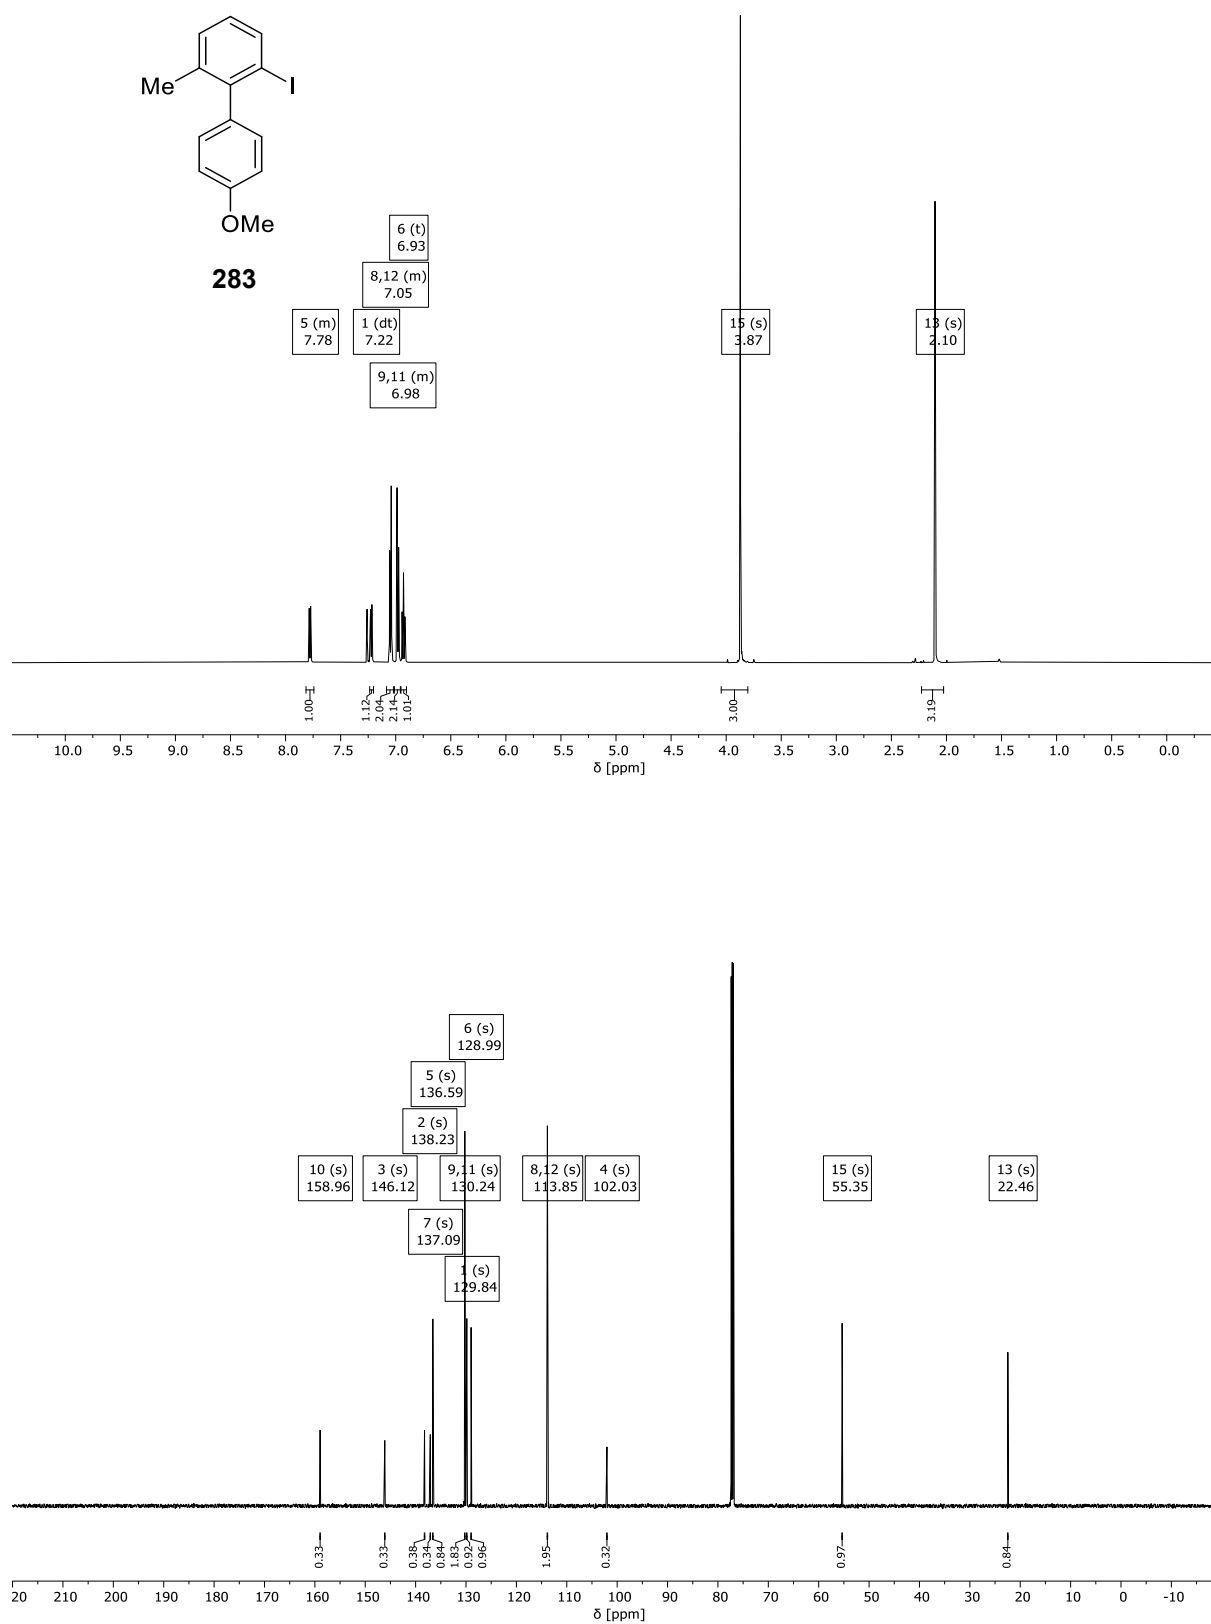 Me
I
OMe
283
6 (t)
6.93
8,12 (m)
7.05
5 (m)
7.78
1 (dt)
7.22
15 (s)
3.87
13 (s)
2.10
9,11 (m)
6.98
1.00
1.12
2.04
2.14
1.01
3.00
3.19
10.0 9.5 9.0 8.5 8.0 7.5 7.0 6.5 6.0 5.5 5.0 4.5 4.0 3.5 3.0 2.5 2.0 1.5 1.0 0.5 0.0
δ [ppm]
6 (s)
128.99
5 (s)
136.59
2 (s)
138.23
10 (s)
158.96
3 (s)
146.12
9,11 (s)
130.24
8,12 (s)
113.85
4 (s)
102.03
15 (s)
55.35
13 (s)
22.46
7 (s)
137.09
1 (s)
129.84
0.33
0.33
0.38
0.34
0.84
1.83
0.92
0.96
1.95
0.32
0.97
0.84
20 210 200 190 180 170 160 150 140 130 120 110 100 90 80 70 60 50 40 30 20 10 0 -10
δ [ppm]